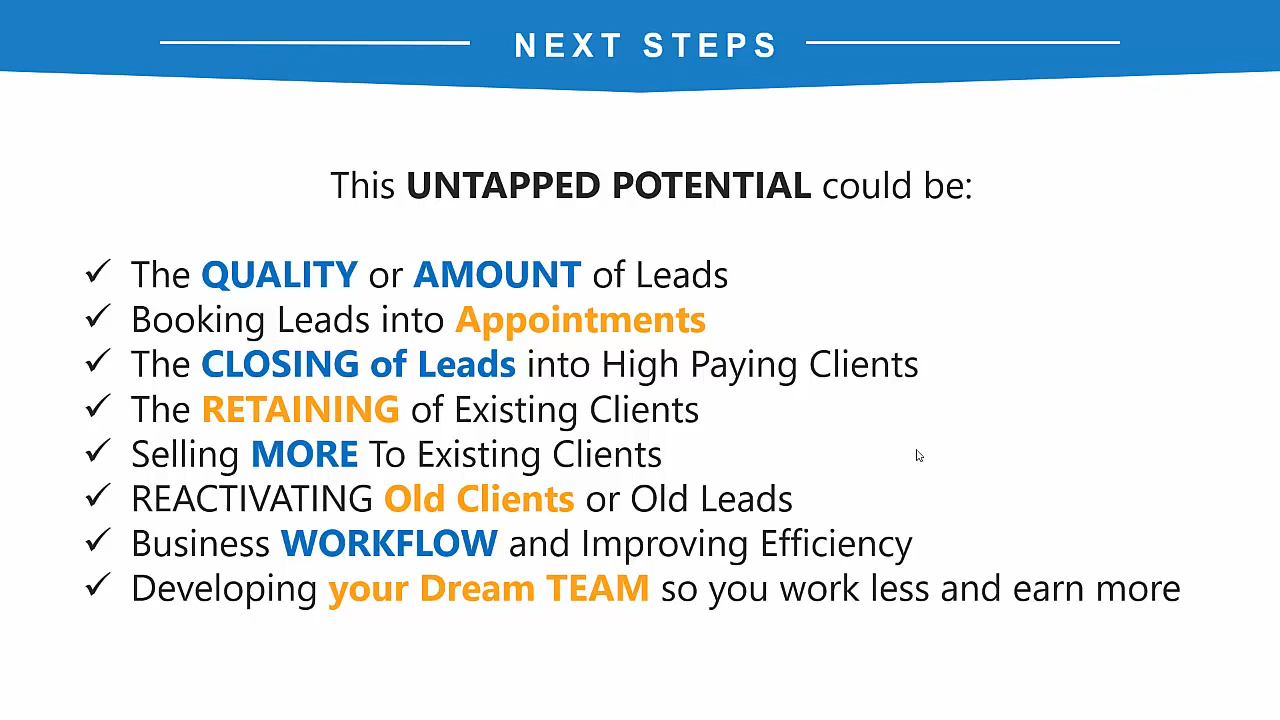 NEXT STEPS
This UNTAPPED POTENTIAL could be:
The QUALITY or AMOUNT of Leads
Booking Leads into Appointments
The CLOSING of Leads into High Paying Clients
The RETAINING of Existing Clients
Selling MORE To Existing Clients
REACTIVATING Old Clients or Old Leads
Business WORKFLOW and Improving Efficiency
Developing your Dream TEAM so you work less and earn more